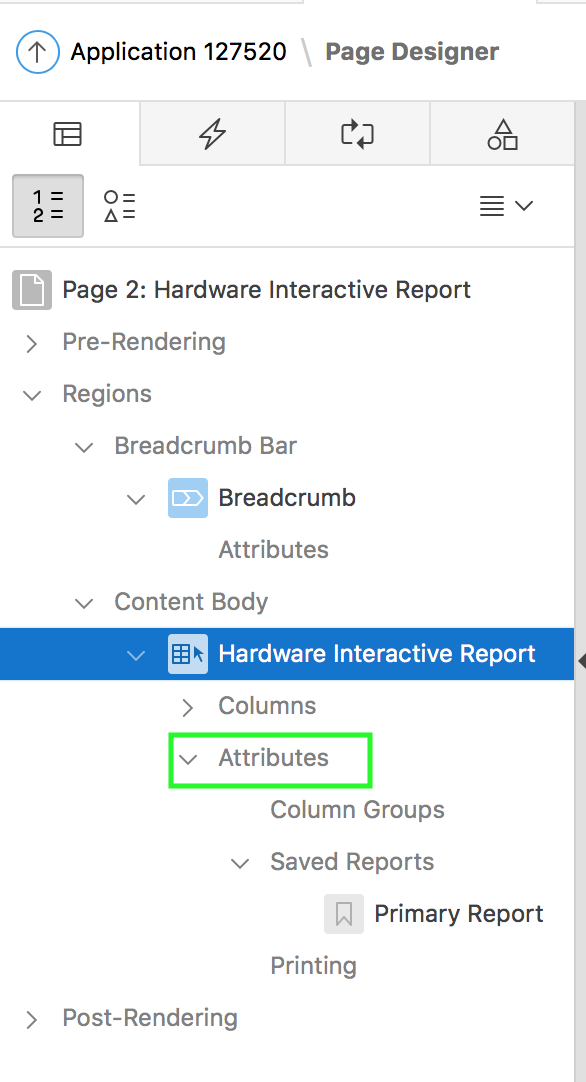 Application 127520 \ Page Designer
1
2
Page 2: Hardware Interactive Report
Pre-Rendering
Regions
Breadcrumb Bar
Breadcrumb
Attributes
Content Body
Hardware Interactive Report
Columns
Attributes
Column Groups
Saved Reports
Primary Report
Printing
Post-Rendering